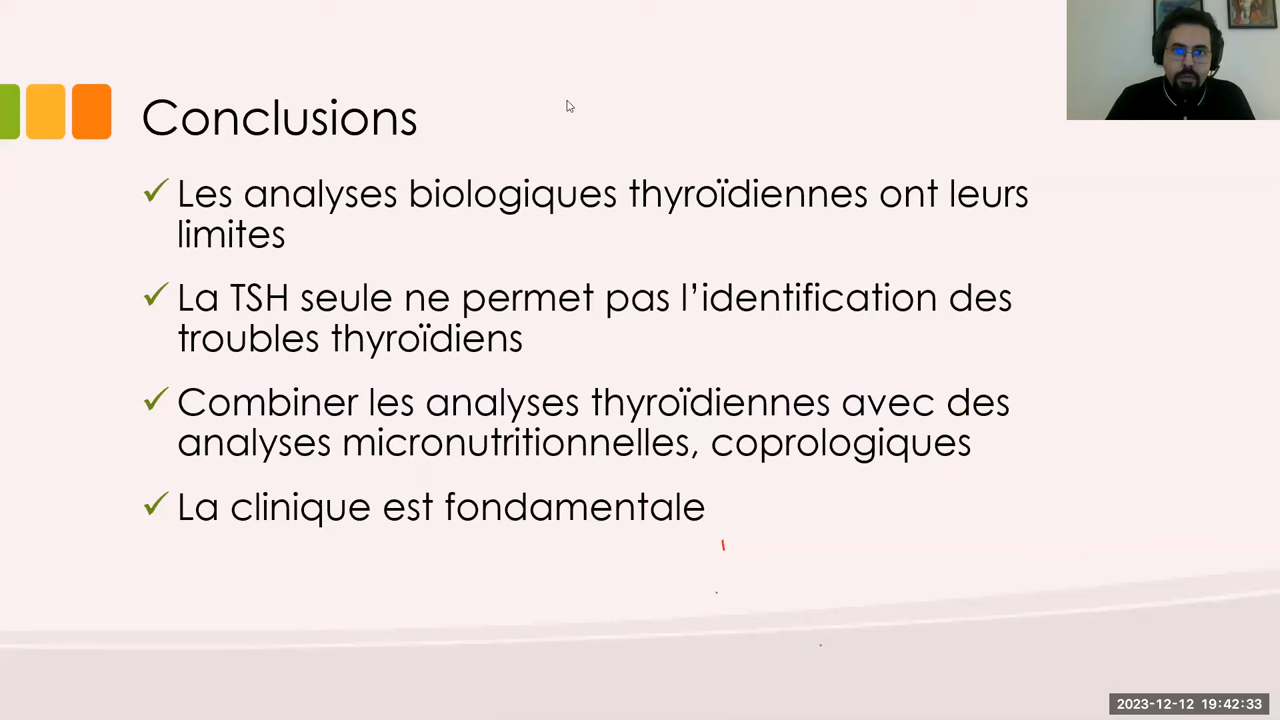 Conclusions
✓ Les analyses biologiques thyroïdiennes ont leurs
limites
✓ La TSH seule ne permet pas l’identification des
troubles thyroïdiens
✓ Combiner les analyses thyroïdiennes avec des
analyses micronutritionnelles, coprologiques
✓ La clinique est fondamentale
2023-12-12 19:42:33